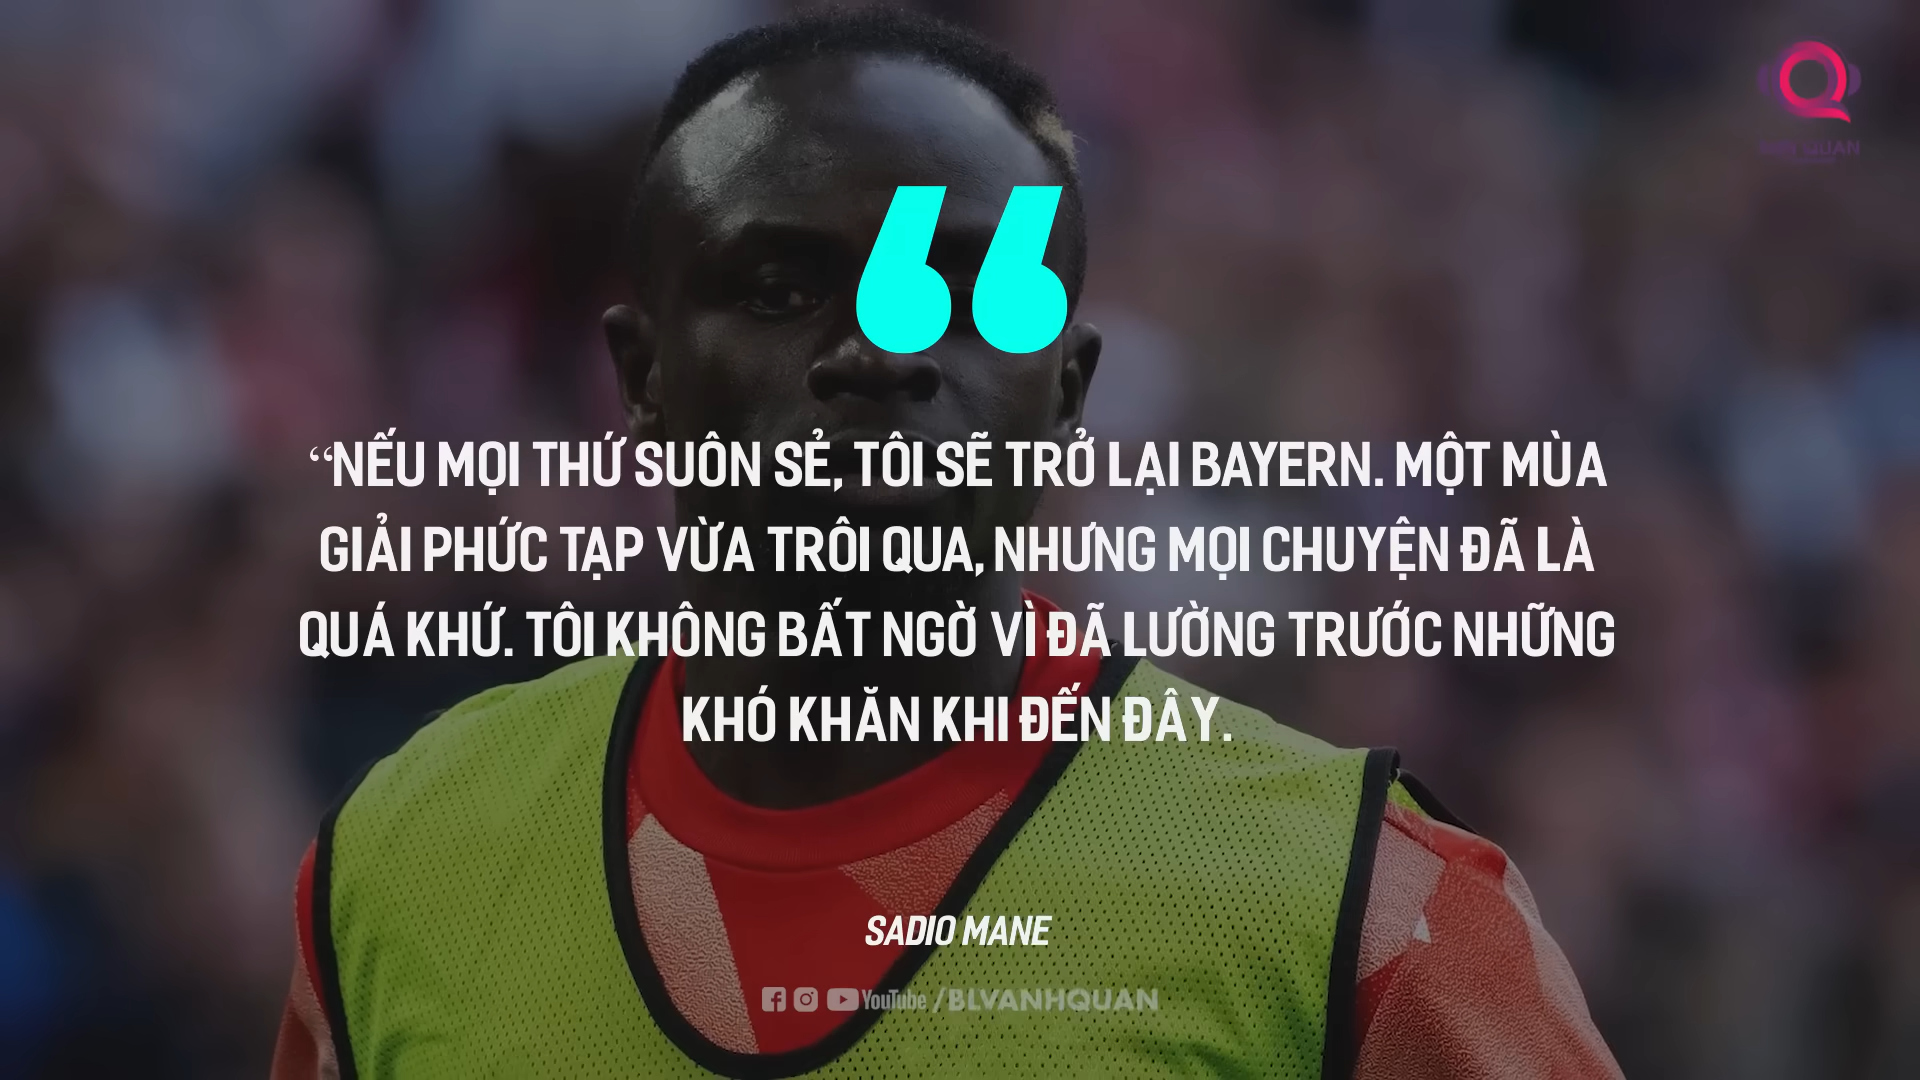 “NẾU MỌI THỨ SUÔN SẺ, TÔI SẼ TRỞ LẠI BAYERN. MỘT MÙA
GIẢI PHỨC TẠP VỪA TRÔI QUA, NHƯNG MỌI CHUYỆN ĐÃ LÀ
QUÁ KHỨ. TÔI KHÔNG BẤT NGỜ VÌ ĐÃ LƯỜNG TRƯỚC NHỮNG
KHÓ KHĂN KHI ĐẾN ĐÂY.
SADIO MANE
YouTube /BLVANHQUAN
QUAN